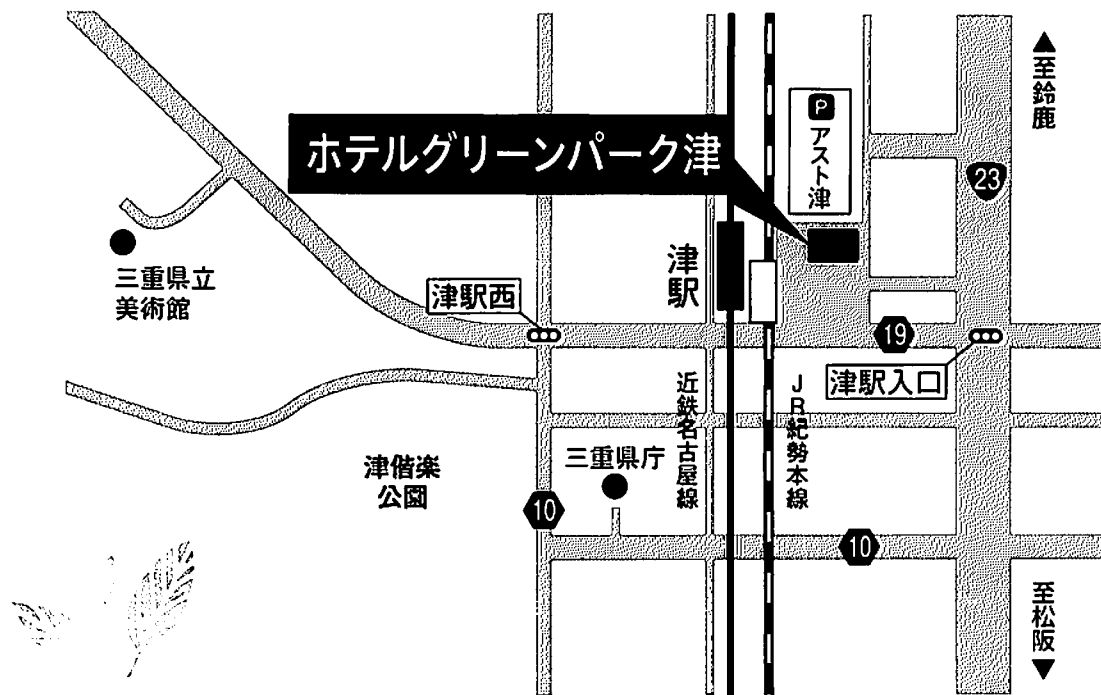 ▲至鈴鹿
P アスト津
ホテルグリーンパーク津
23
三重県立
美術館
津駅
津駅西
19
津駅入口
近鉄名古屋線
JR紀勢本線
津偕楽
公園
三重県庁
10
10
至松阪▼